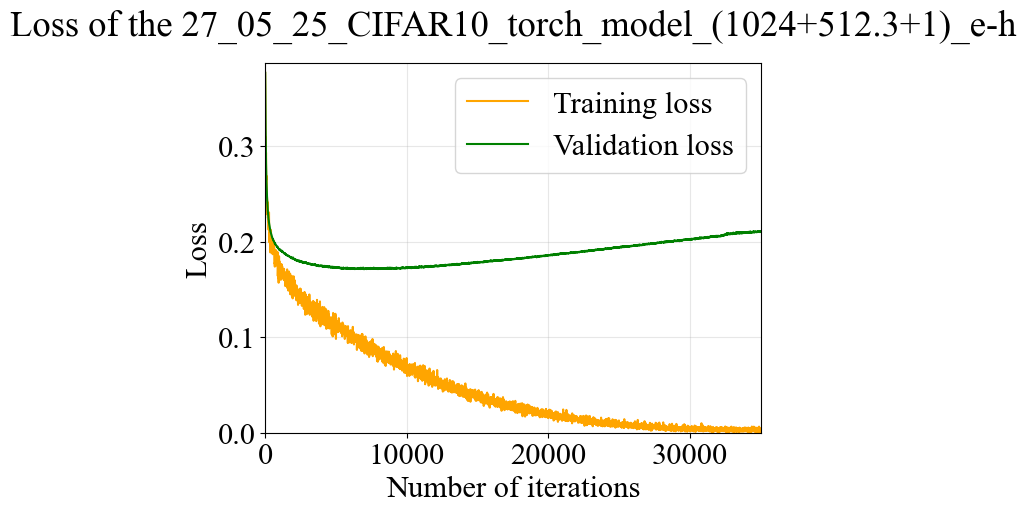 Loss of the 27_05_25_CIFAR10_torch_model_(1024+512.3+1)_e-h
Training loss
Validation loss
0.3
0.2
0.1
0.0
Loss
0
10000
20000
30000
Number of iterations